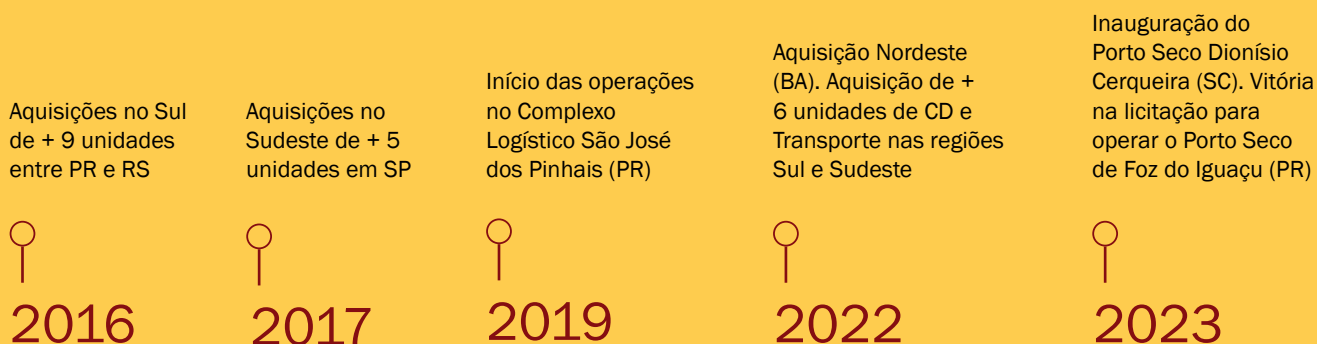 Aquisições no Sul
de + 9 unidades
entre PR e RS
2016
Aquisições no
Sudeste de + 5
unidades em SP
2017
Início das operações
no Complexo
Logístico São José
dos Pinhais (PR)
2019
Aquisição Nordeste
(BA). Aquisição de +
6 unidades de CD e
Transporte nas regiões
Sul e Sudeste
2022
Inauguração do
Porto Seco Dionísio
Cerqueira (SC). Vitória
na licitação para
operar o Porto Seco
de Foz do Iguaçu (PR)
2023